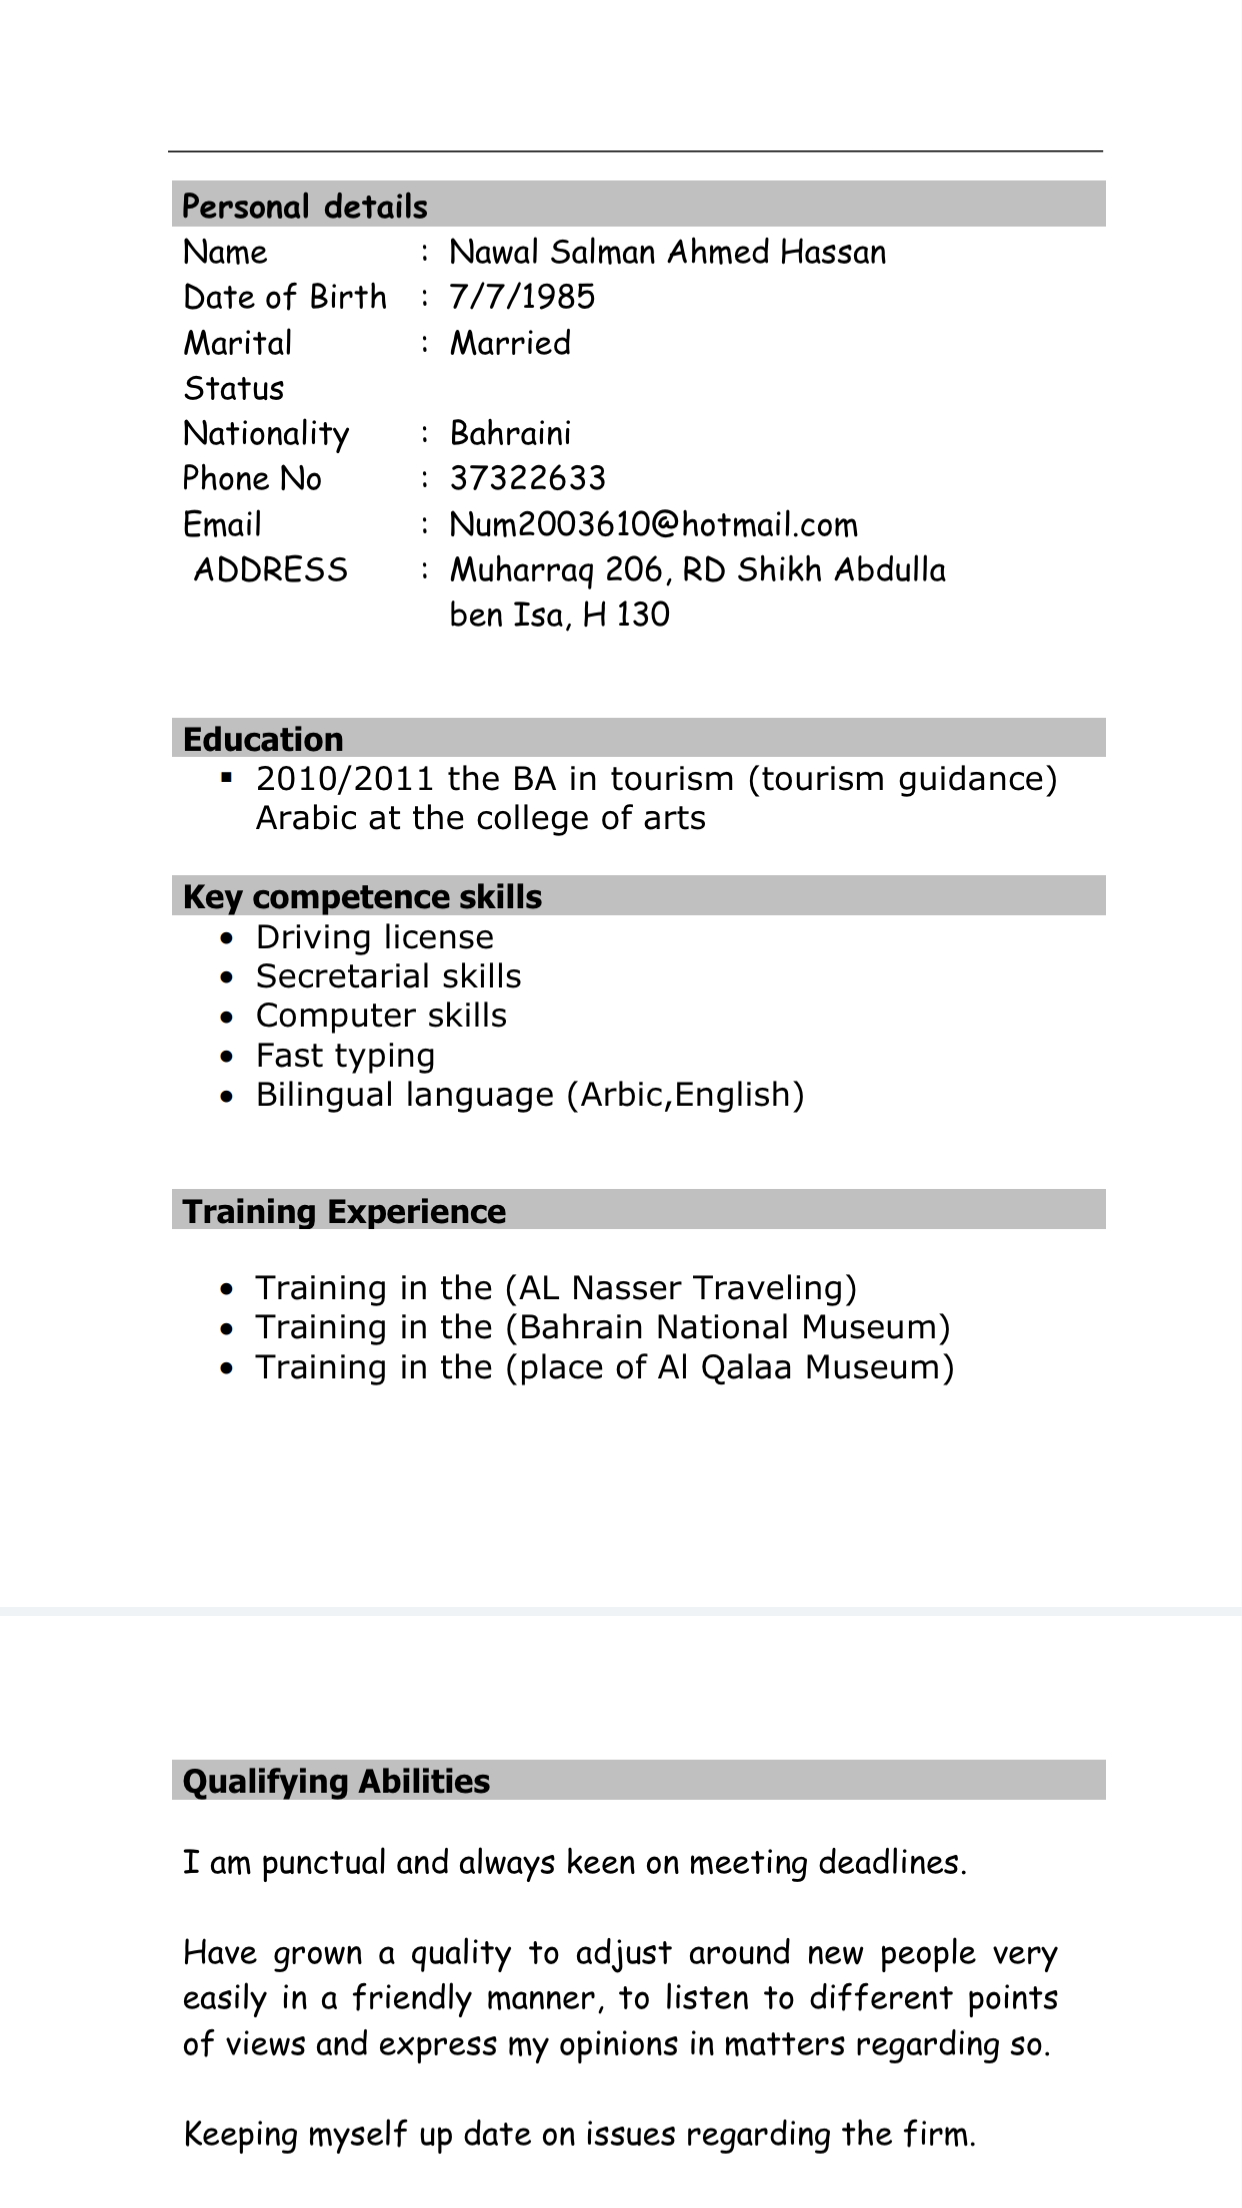 Personal details
Name : Nawal Salman Ahmed Hassan
Date of Birth : 7/7/1985
Marital : Married
Status
Nationality : Bahraini
Phone No : 37322633
Email : Num2003610@hotmail.com
ADDRESS : Muharraq 206, RD Shikh Abdulla
ben Isa, H 130
Education
▪ 2010/2011 the BA in tourism (tourism guidance)
Arabic at the college of arts
Key competence skills
• Driving license
• Secretarial skills
• Computer skills
• Fast typing
• Bilingual language (Arbic,English)
Training Experience
• Training in the (AL Nasser Traveling)
• Training in the (Bahrain National Museum)
• Training in the (place of Al Qalaa Museum)
Qualifying Abilities
I am punctual and always keen on meeting deadlines.
Have grown a quality to adjust around new people very
easily in a friendly manner, to listen to different points
of views and express my opinions in matters regarding so.
Keeping myself up date on issues regarding the firm.